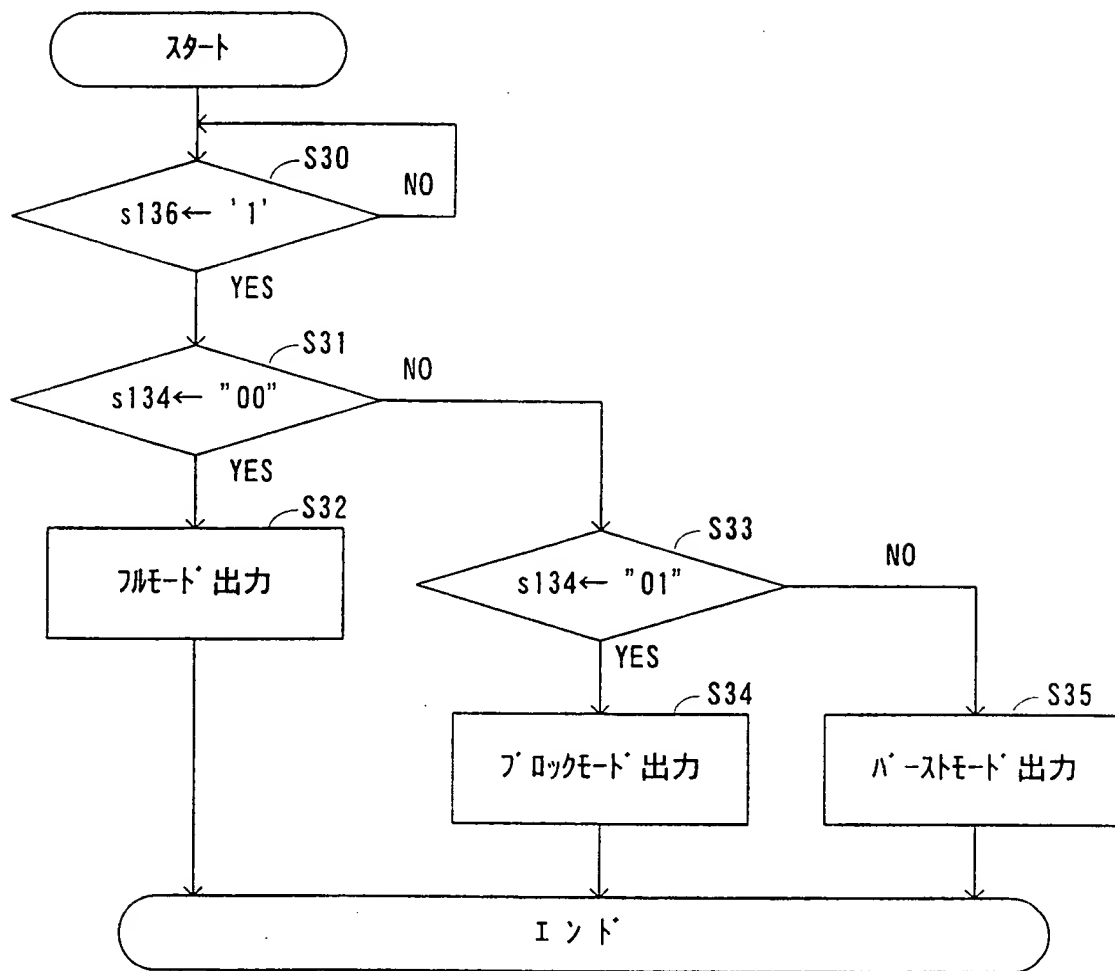 スタート
S30
s136← '1'
NO
YES
S31
s134← "00"
NO
YES
S32
フルモード出力
S33
s134← "01"
NO
YES
S34
ブロックモード出力
S35
バーストモード出力
エンド